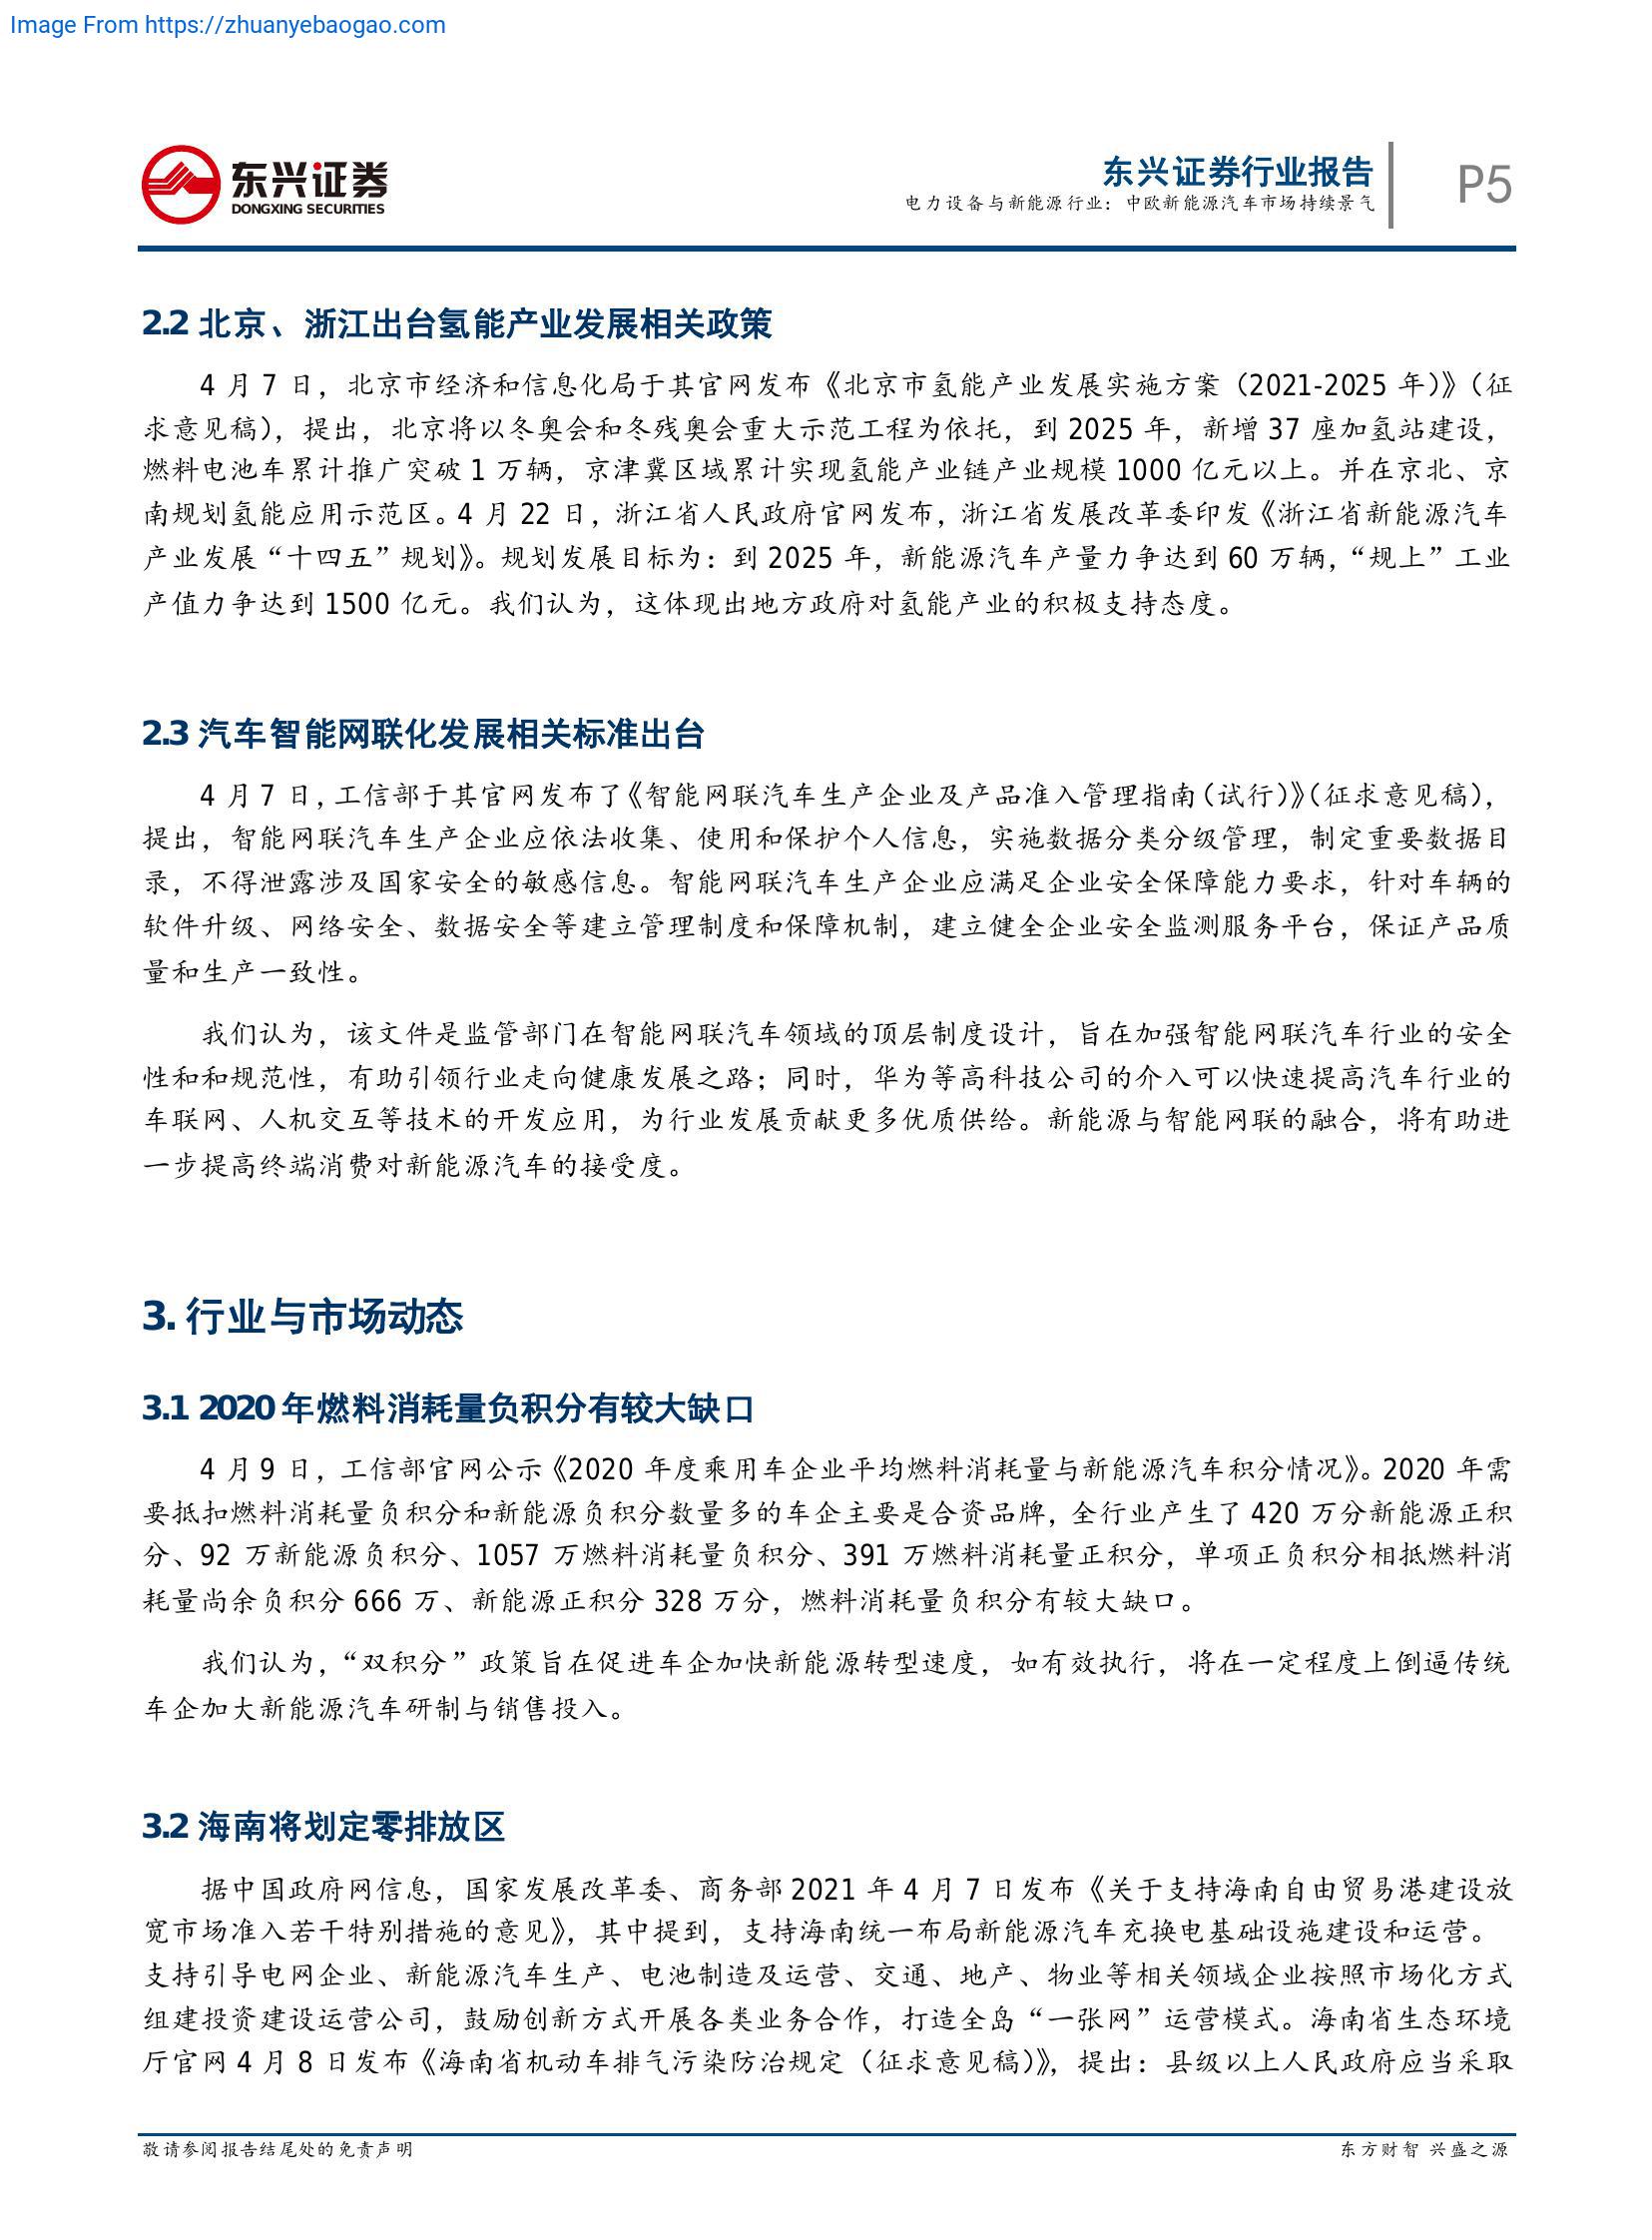 Image From https://zhuanyebaogao.com
东兴证券
DONGXING SECURITIES
东兴证券行业报告
电力设备与新能源行业：中欧新能源汽车市场持续景气
P5
2.2 北京、浙江出台氢能产业发展相关政策
4 月 7 日，北京市经济和信息化局于其官网发布《北京市氢能产业发展实施方案（2021-2025 年）》（征
求意见稿），提出，北京将以冬奥会和冬残奥会重大示范工程为依托，到 2025 年，新增 37 座加氢站建设，
燃料电池车累计推广突破 1 万辆，京津冀区域累计实现氢能产业链产业规模 1000 亿元以上。并在京北、京
南规划氢能应用示范区。4 月 22 日，浙江省人民政府官网发布，浙江省发展改革委印发《浙江省新能源汽车
产业发展“十四五”规划》。规划发展目标为：到 2025 年，新能源汽车产量力争达到 60 万辆，“规上”工业
产值力争达到 1500 亿元。我们认为，这体现出地方政府对氢能产业的积极支持态度。
2.3 汽车智能网联化发展相关标准出台
4 月 7 日，工信部于其官网发布了《智能网联汽车生产企业及产品准入管理指南（试行）》（征求意见稿），
提出，智能网联汽车生产企业应依法收集、使用和保护个人信息，实施数据分类分级管理，制定重要数据目
录，不得泄露涉及国家安全的敏感信息。智能网联汽车生产企业应满足企业安全保障能力要求，针对车辆的
软件升级、网络安全、数据安全等建立管理制度和保障机制，建立健全企业安全监测服务平台，保证产品质
量和生产一致性。
我们认为，该文件是监管部门在智能网联汽车领域的顶层制度设计，旨在加强智能网联汽车行业的安全
性和和规范性，有助引领行业走向健康发展之路；同时，华为等高科技公司的介入可以快速提高汽车行业的
车联网、人机交互等技术的开发应用，为行业发展贡献更多优质供给。新能源与智能网联的融合，将有助进
一步提高终端消费对新能源汽车的接受度。
3. 行业与市场动态
3.1 2020 年燃料消耗量负积分有较大缺口
4 月 9 日，工信部官网公示《2020 年度乘用车企业平均燃料消耗量与新能源汽车积分情况》。2020 年需
要抵扣燃料消耗量负积分和新能源负积分数量多的车企主要是合资品牌，全行业产生了 420 万分新能源正积
分、92 万新能源负积分、1057 万燃料消耗量负积分、391 万燃料消耗量正积分，单项正负积分相抵燃料消
耗量尚余负积分 666 万、新能源正积分 328 万分，燃料消耗量负积分有较大缺口。
我们认为，“双积分”政策旨在促进车企加快新能源转型速度，如有效执行，将在一定程度上倒逼传统
车企加大新能源汽车研制与销售投入。
3.2 海南将划定零排放区
据中国政府网信息，国家发展改革委、商务部 2021 年 4 月 7 日发布《关于支持海南自由贸易港建设放
宽市场准入若干特别措施的意见》，其中提到，支持海南统一布局新能源汽车充换电基础设施建设和运营。
支持引导电网企业、新能源汽车生产、电池制造及运营、交通、地产、物业等相关领域企业按照市场化方式
组建投资建设运营公司，鼓励创新方式开展各类业务合作，打造全岛“一张网”运营模式。海南省生态环境
厅官网 4 月 8 日发布《海南省机动车排气污染防治规定（征求意见稿）》，提出：县级以上人民政府应当采取
敬请参阅报告结尾处的免责声明
东方财智 兴盛之源